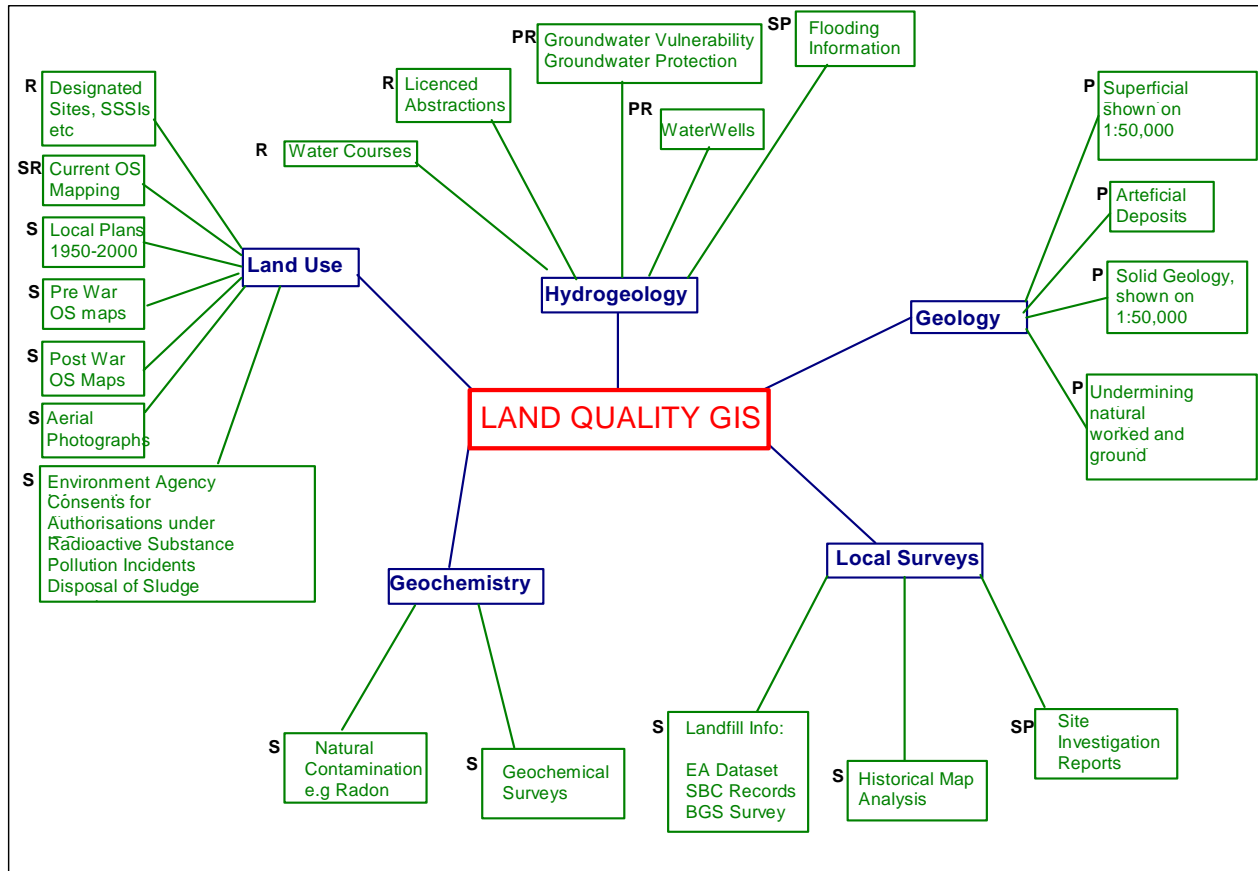 R
Designated
Sites, SSSIs
etc
SR
Current OS
Mapping
S
Local Plans
1950-2000
S
Pre War
OS maps
S
Post War
OS Maps
S
Aerial
Photographs
S
Environment Agency
Consents for
Authorisations under
Radioactive Substance
Pollution Incidents
Disposal of Sludge
Land Use
R
Water Courses
R
Licenced
Abstractions
PR
Groundwater Vulnerability
Groundwater Protection
PR
WaterWells
SP
Flooding
Information
Hydrogeology
P
Superficial
shown on
1:50,000
P
Arteficial
Deposits
P
Solid Geology,
shown on
1:50,000
P
Undermining
natural
worked and
ground
Geology
LAND QUALITY GIS
Geochemistry
S
Natural
Contamination
e.g Radon
S
Geochemical
Surveys
Local Surveys
S
Landfill Info:
EA Dataset
SBC Records
BGS Survey
S
Historical Map
Analysis
SP
Site
Investigation
Reports